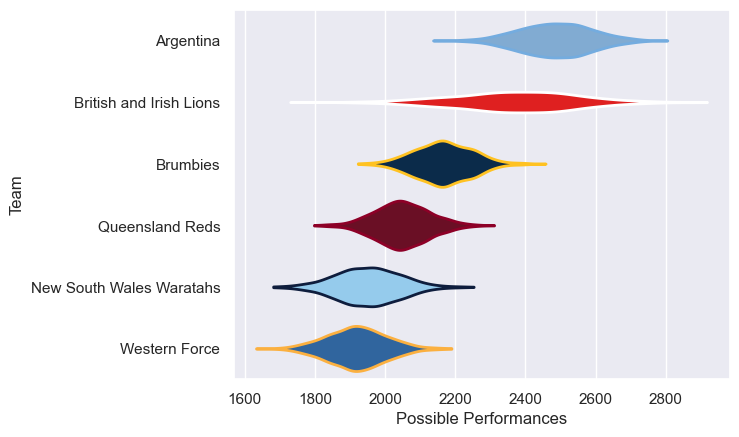 Argentina
British and Irish Lions
Brumbies
Queensland Reds
New South Wales Waratahs
Western Force
Team
1600 1800 2000 2200 2400 2600 2800
Possible Performances